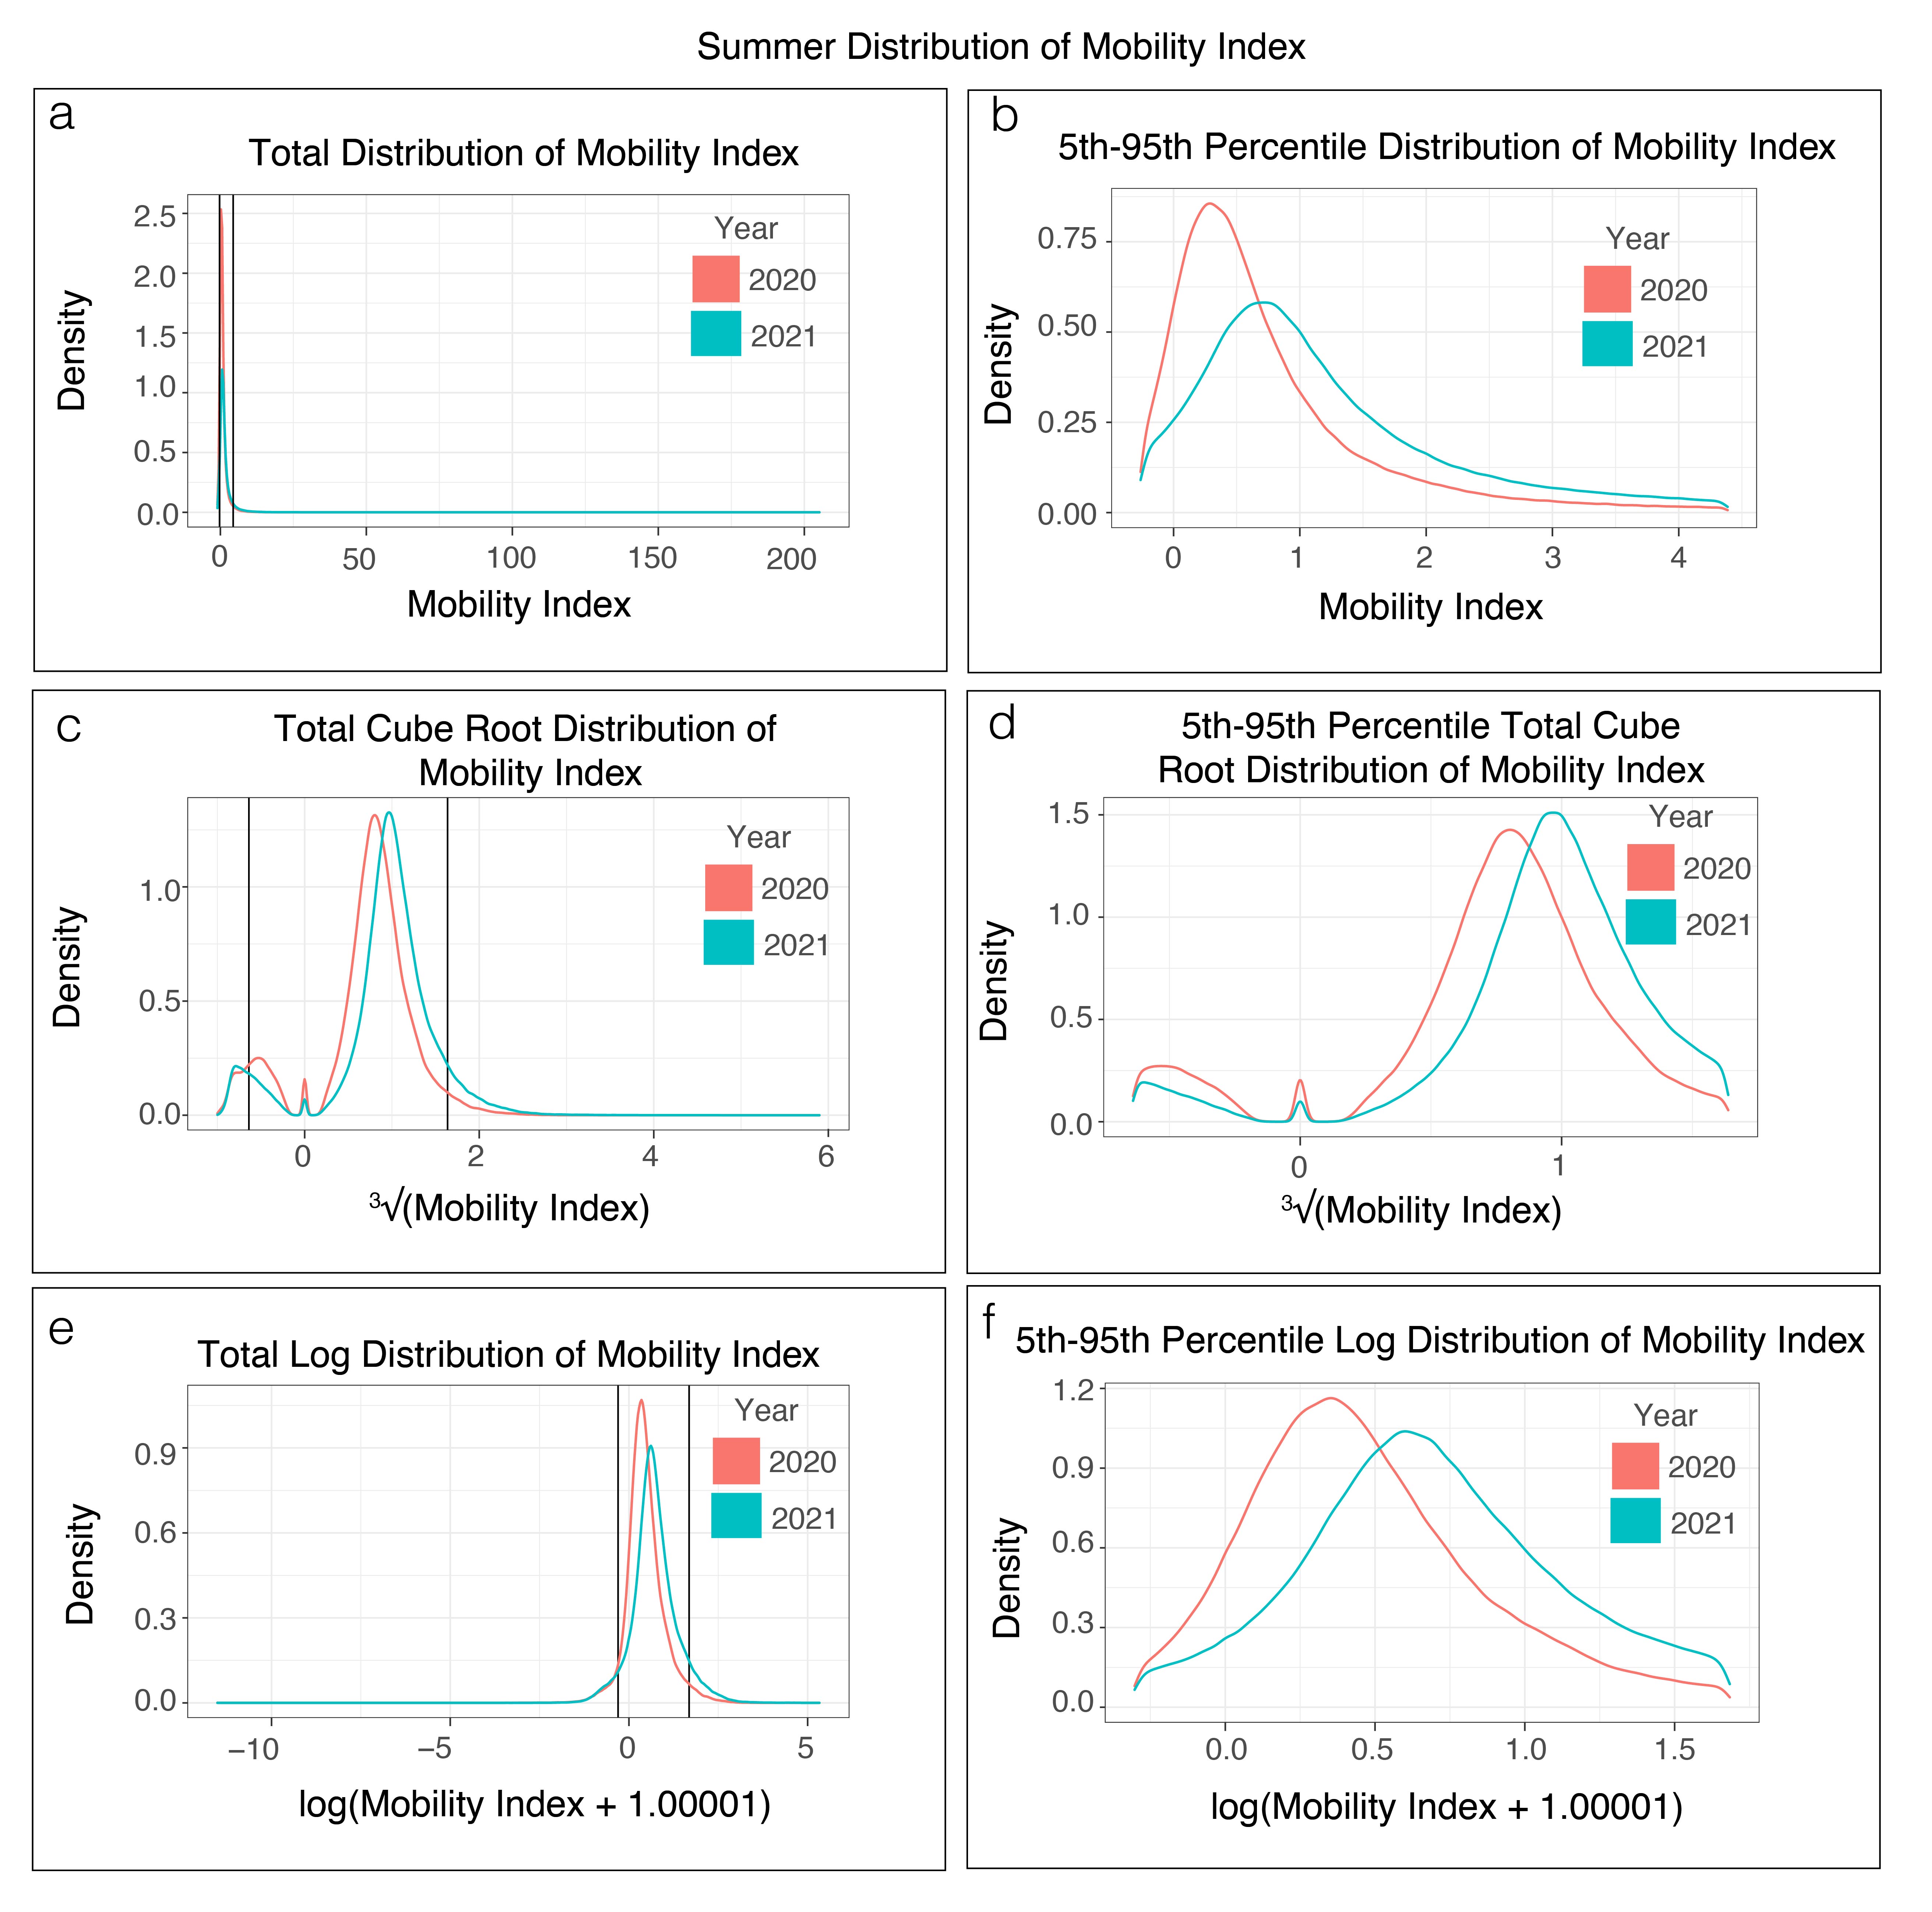 Summer Distribution of Mobility Index
a
Total Distribution of Mobility Index
Density
2.5
2.0
1.5
1.0
0.5
0.0
Year
2020
2021
0 50 100 150 200
Mobility Index
b
5th-95th Percentile Distribution of Mobility Index
Density
0.75
0.50
0.25
0.00
Year
2020
2021
0 1 2 3 4
Mobility Index
c
Total Cube Root Distribution of
Mobility Index
Density
1.0
0.5
0.0
Year
2020
2021
0 2 4 6
³√(Mobility Index)
d
5th-95th Percentile Total Cube
Root Distribution of Mobility Index
Density
1.5
1.0
0.5
0.0
Year
2020
2021
0 1
³√(Mobility Index)
e
Total Log Distribution of Mobility Index
Density
0.9
0.6
0.3
0.0
Year
2020
2021
−10 −5 0 5
log(Mobility Index + 1.00001)
f
5th-95th Percentile Log Distribution of Mobility Index
Density
1.2
0.9
0.6
0.3
0.0
Year
2020
2021
0.0 0.5 1.0 1.5
log(Mobility Index + 1.00001)